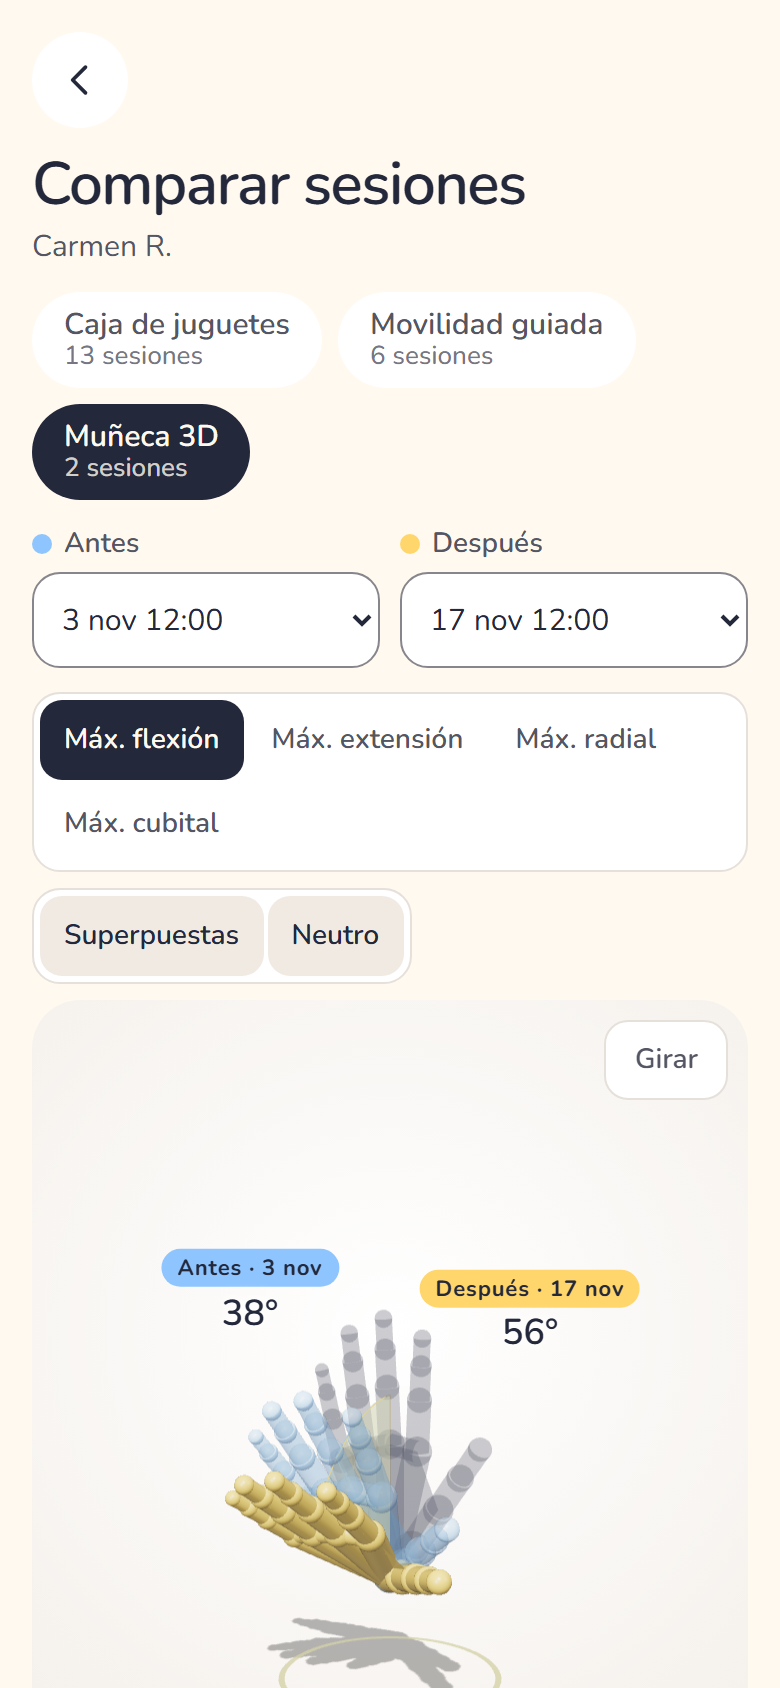 Comparar sesiones
Carmen R.
Caja de juguetes
13 sesiones
Movilidad guiada
6 sesiones
Muñeca 3D
2 sesiones
Antes
Después
3 nov 12:00
17 nov 12:00
Máx. flexión
Máx. extensión
Máx. radial
Máx. cubital
Superpuestas
Neutro
Girar
Antes · 3 nov
38°
Después · 17 nov
56°